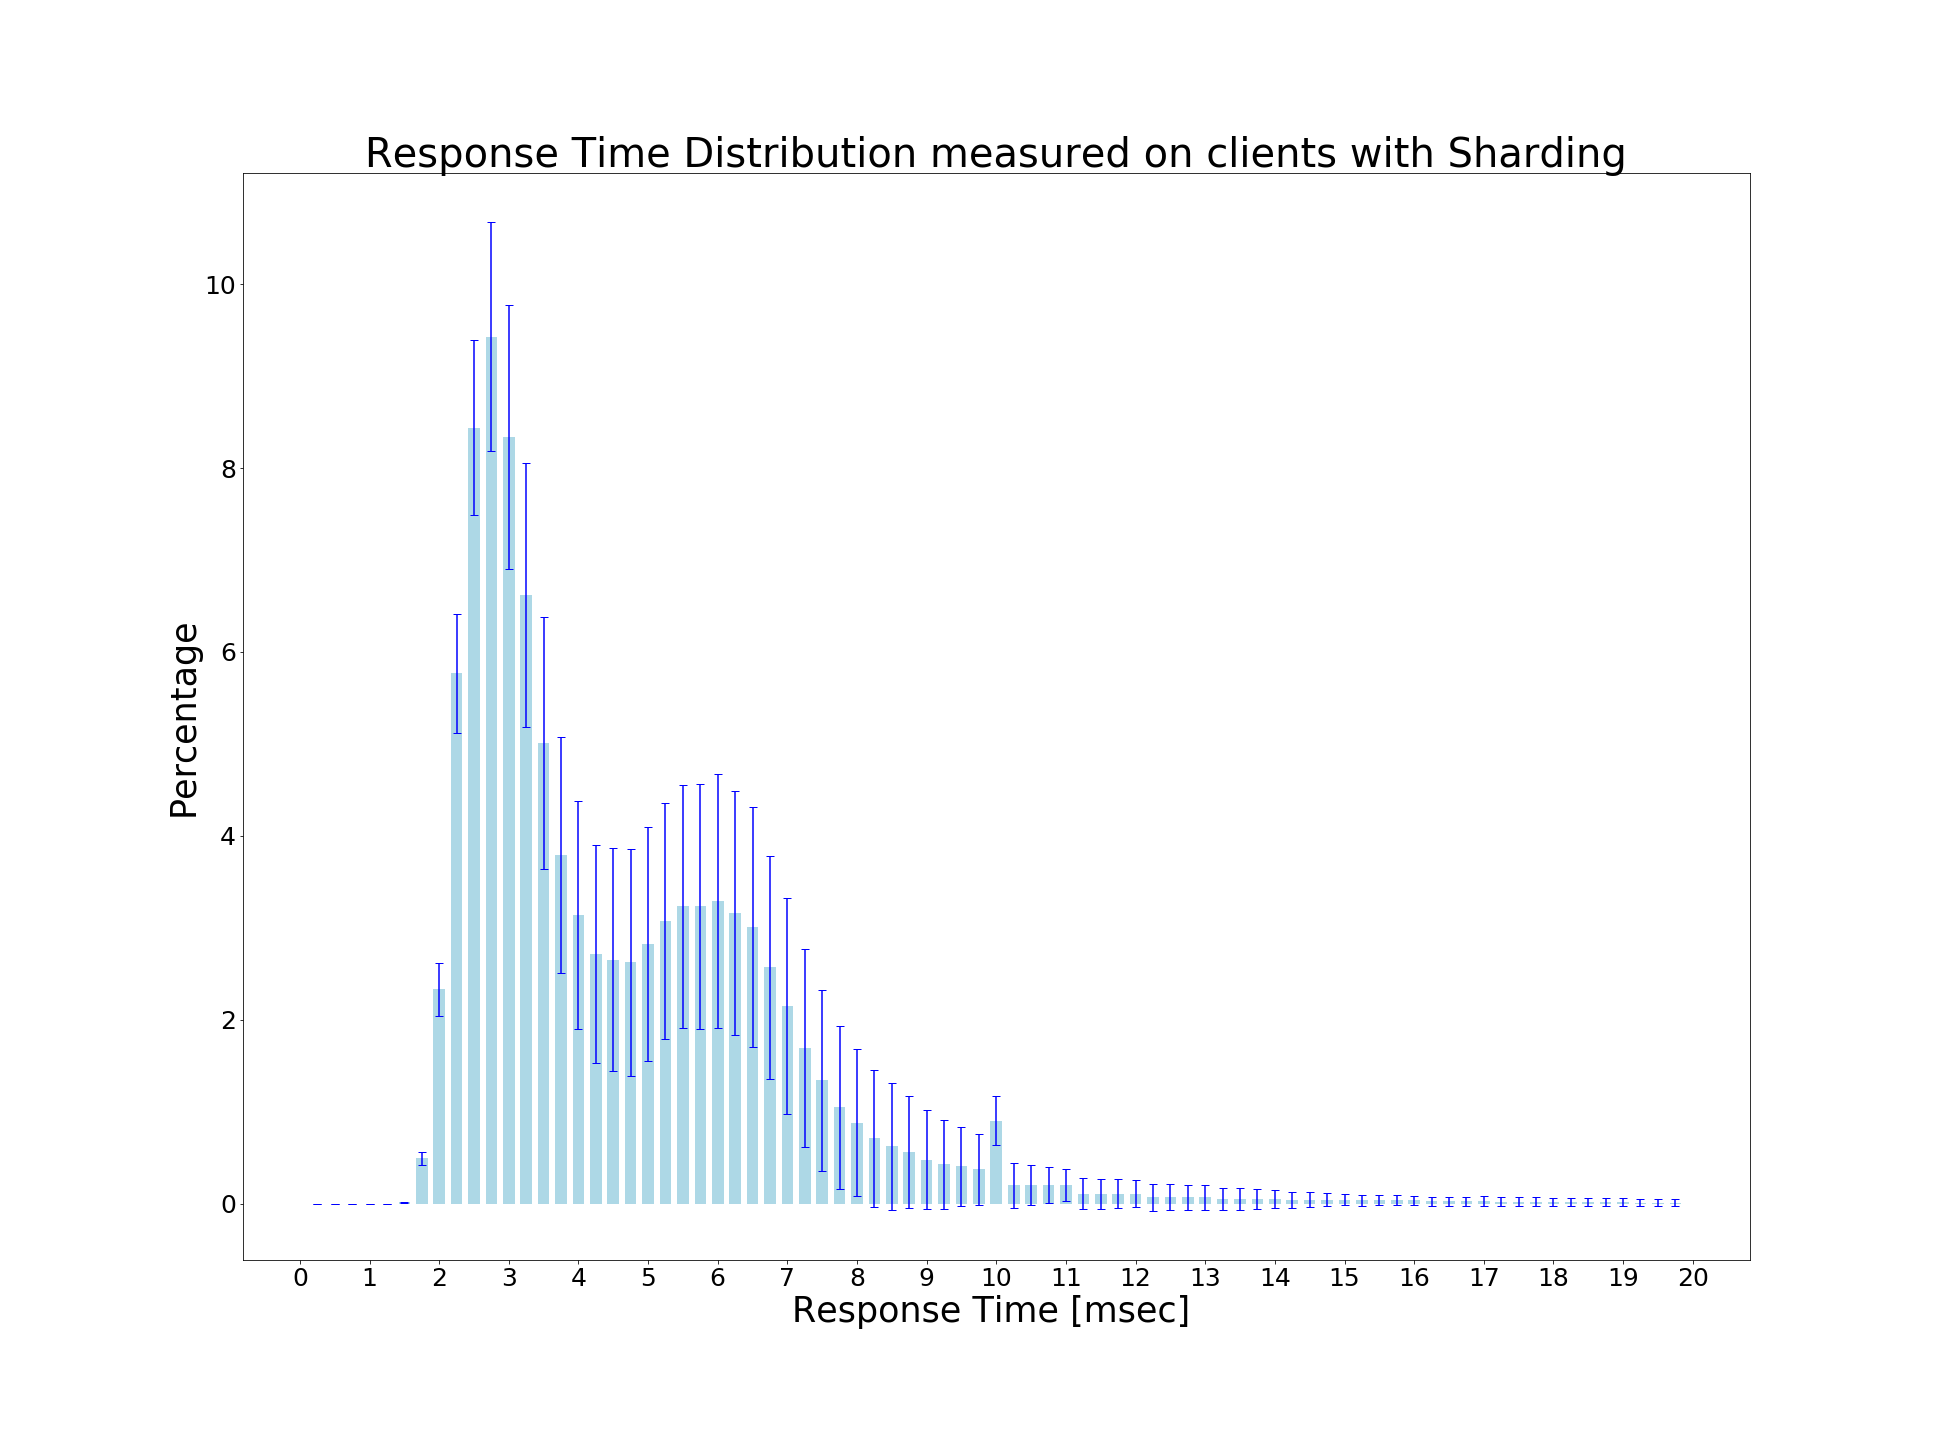 Response Time Distribution measured on clients with Sharding
10
8
6
4
2
0
Percentage
0 1 2 3 4 5 6 7 8 9 10 11 12 13 14 15 16 17 18 19 20
Response Time [msec]